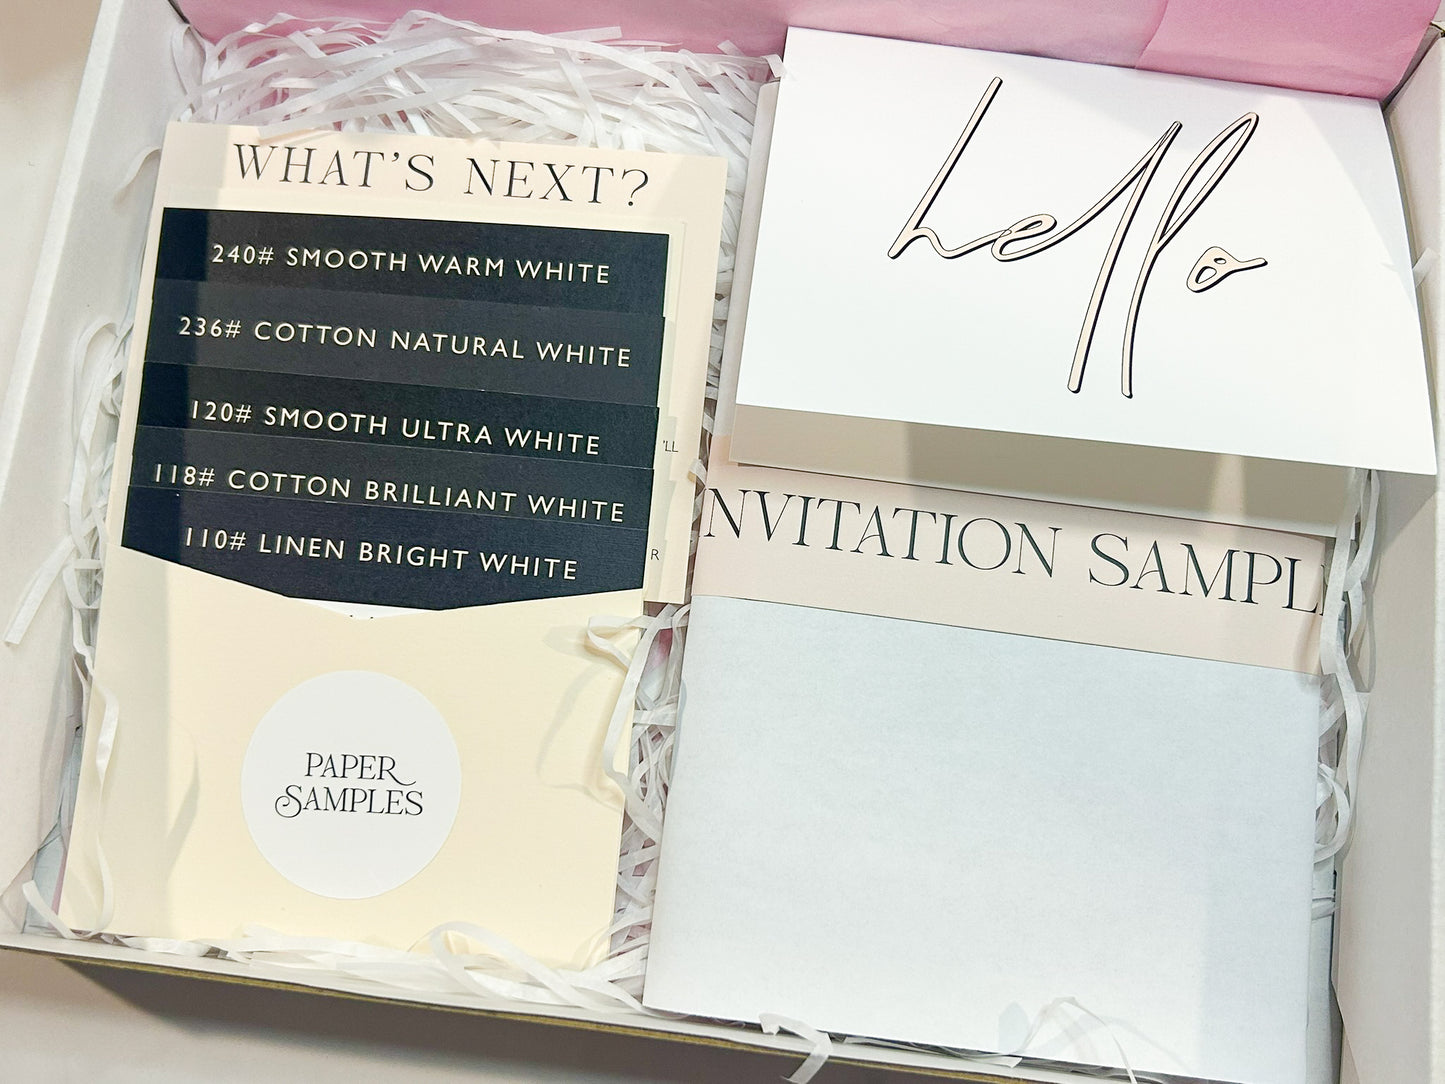 WHAT'S NEXT?
240# SMOOTH WARM WHITE
236# COTTON NATURAL WHITE
120# SMOOTH ULTRA WHITE
118# COTTON BRILLIANT WHITE
110# LINEN BRIGHT WHITE
'LL
R
PAPER
SAMPLES
hello
NVITATION SAMPL